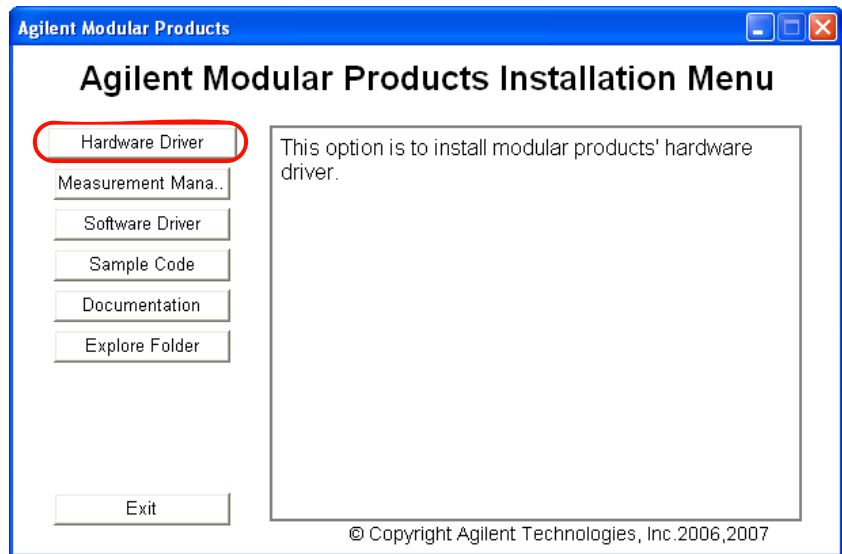 Agilent Modular Products
Agilent Modular Products Installation Menu
Hardware Driver
Measurement Mana..
Software Driver
Sample Code
Documentation
Explore Folder
Exit
This option is to install modular products' hardware
driver.
© Copyright Agilent Technologies, Inc.2006,2007